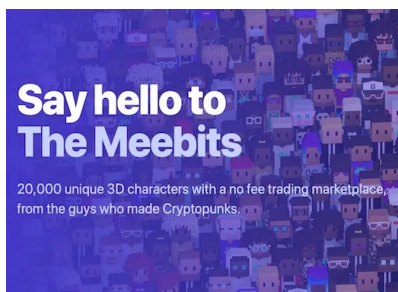 Say hello to
The Meebits
20,000 unique 3D characters with a no fee trading marketplace,
from the guys who made Cryptopunks.